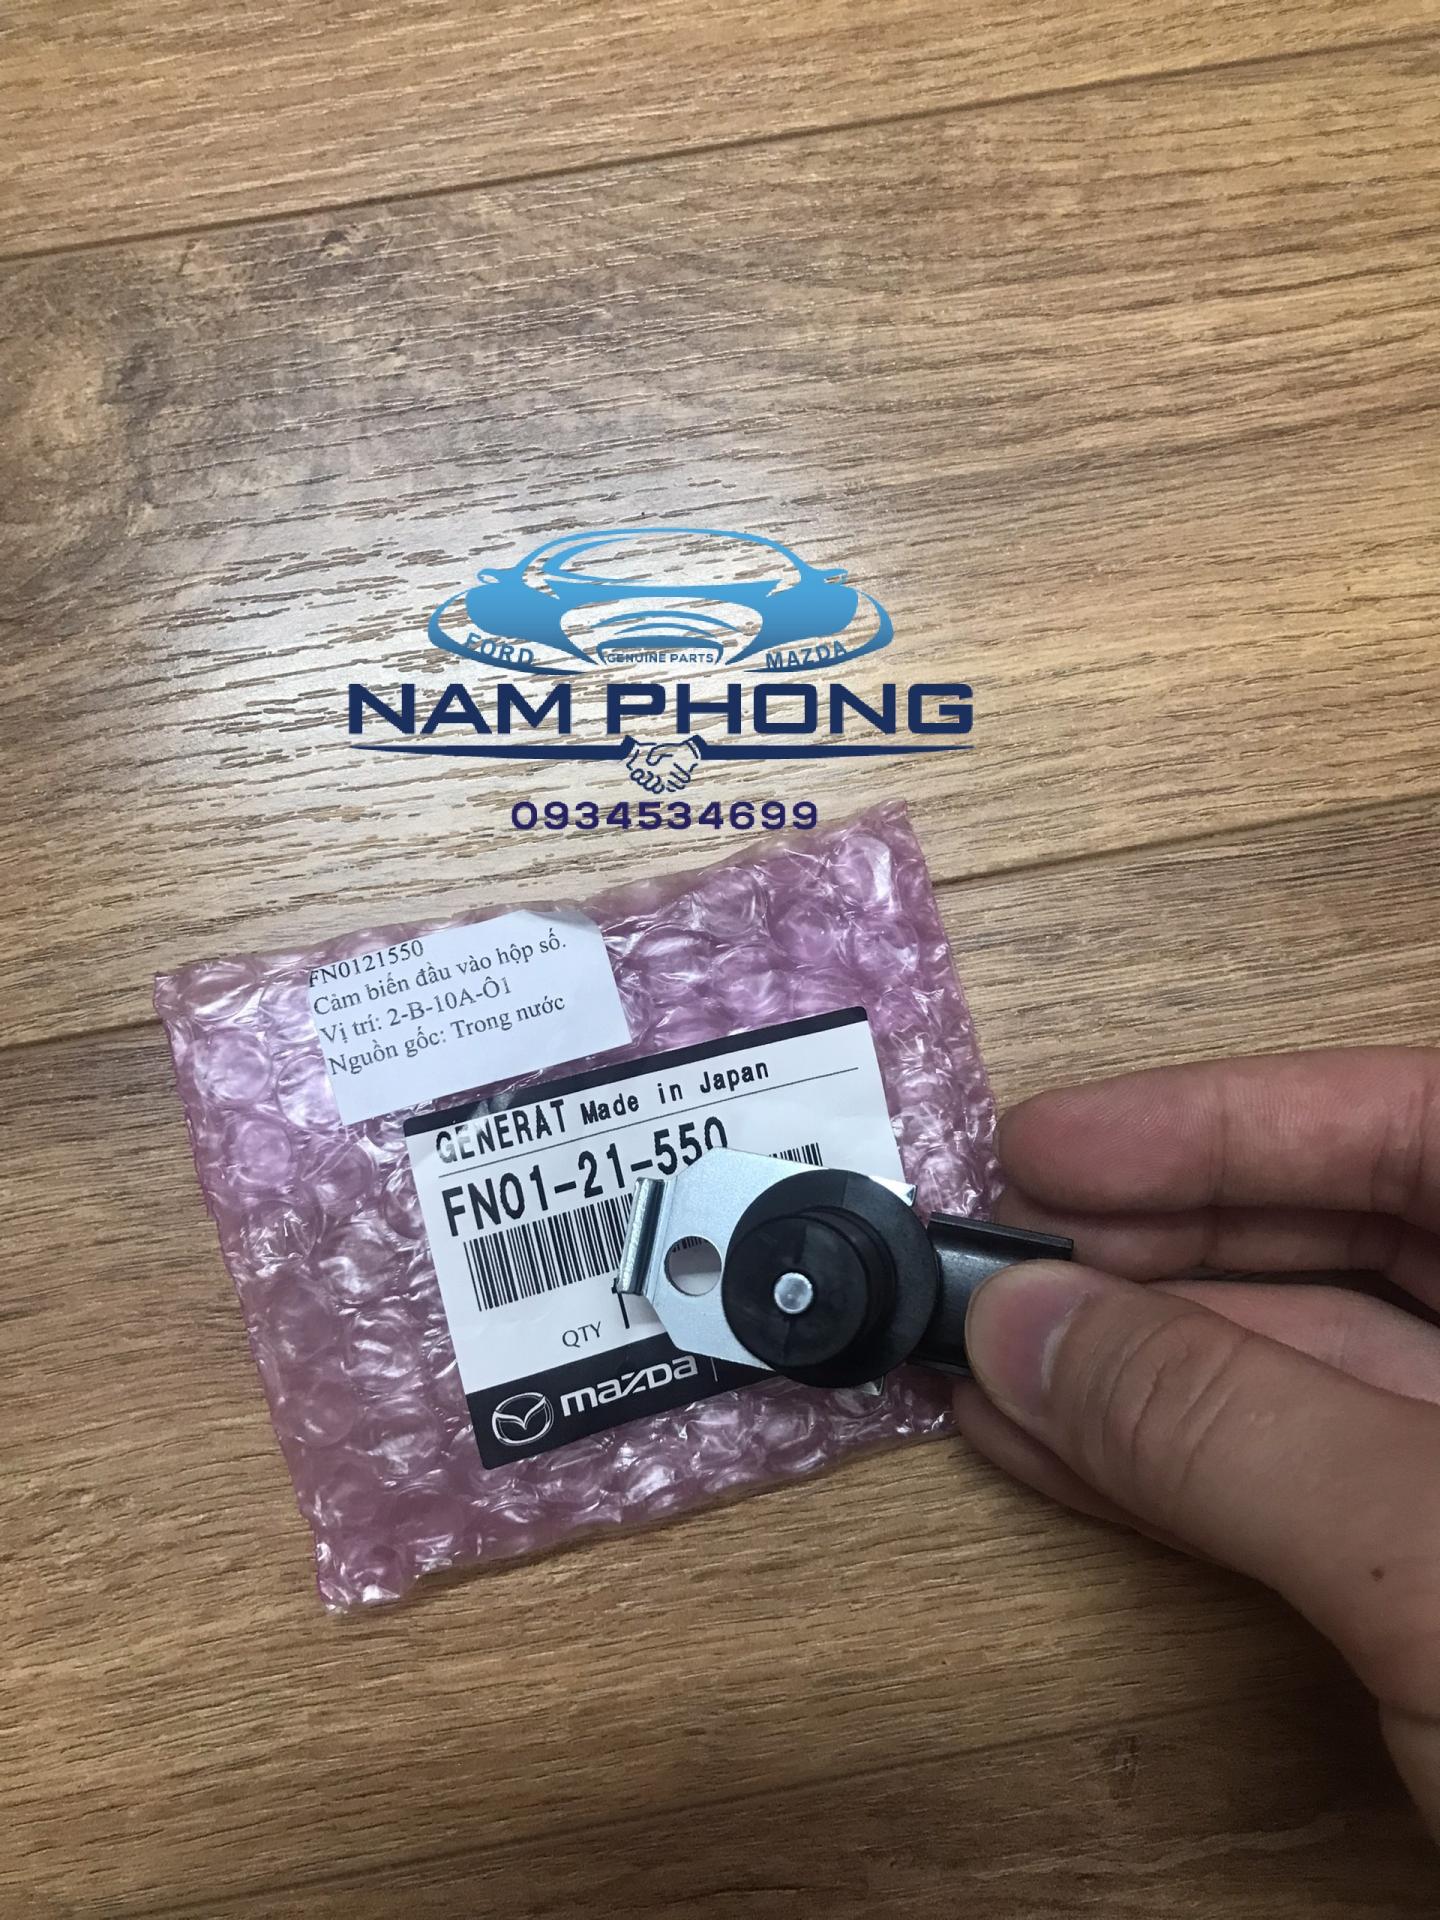 FORD
GENUINE PARTS
MAZDA
NAM PHONG
0934534699
FN0121550
Cảm biến đầu vào hộp số.
Vị trí: 2-B-10A-Ô1
Nguồn gốc: Trong nước
GENERAT Made in Japan
FN01-21-550
QTY 1
mazda